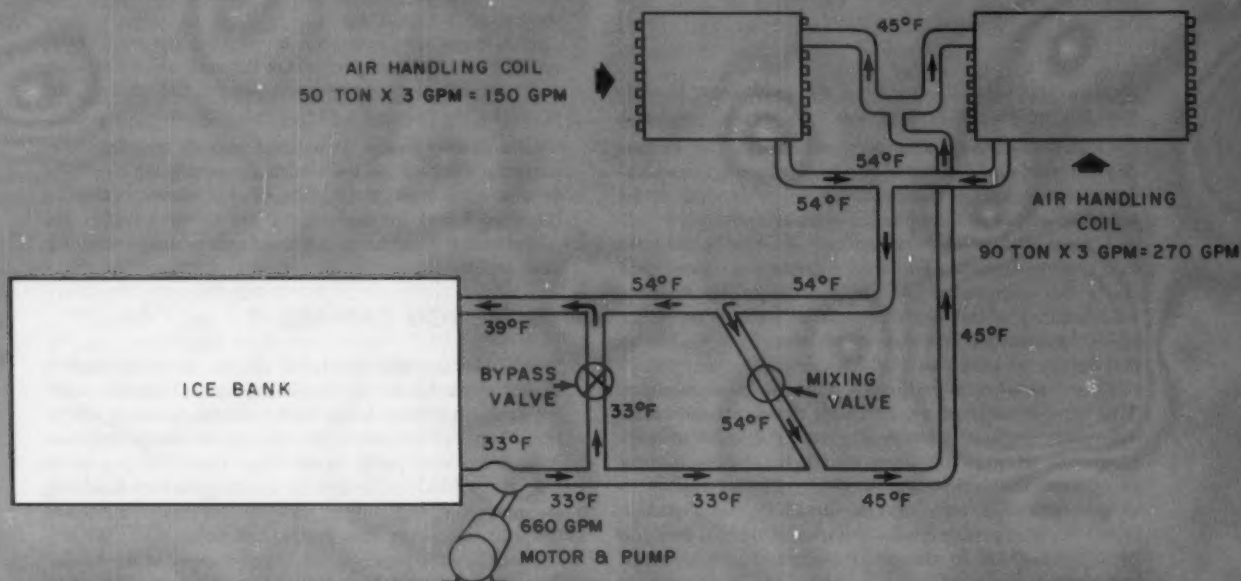 45°F
AIR HANDLING COIL
50 TON X 3 GPM = 150 GPM
54°F
54°F
AIR HANDLING
COIL
90 TON X 3 GPM = 270 GPM
54°F
54°F
39°F
45°F
ICE BANK
BYPASS
VALVE
33°F
MIXING
VALVE
54°F
33°F
33°F
33°F
45°F
660 GPM
MOTOR & PUMP